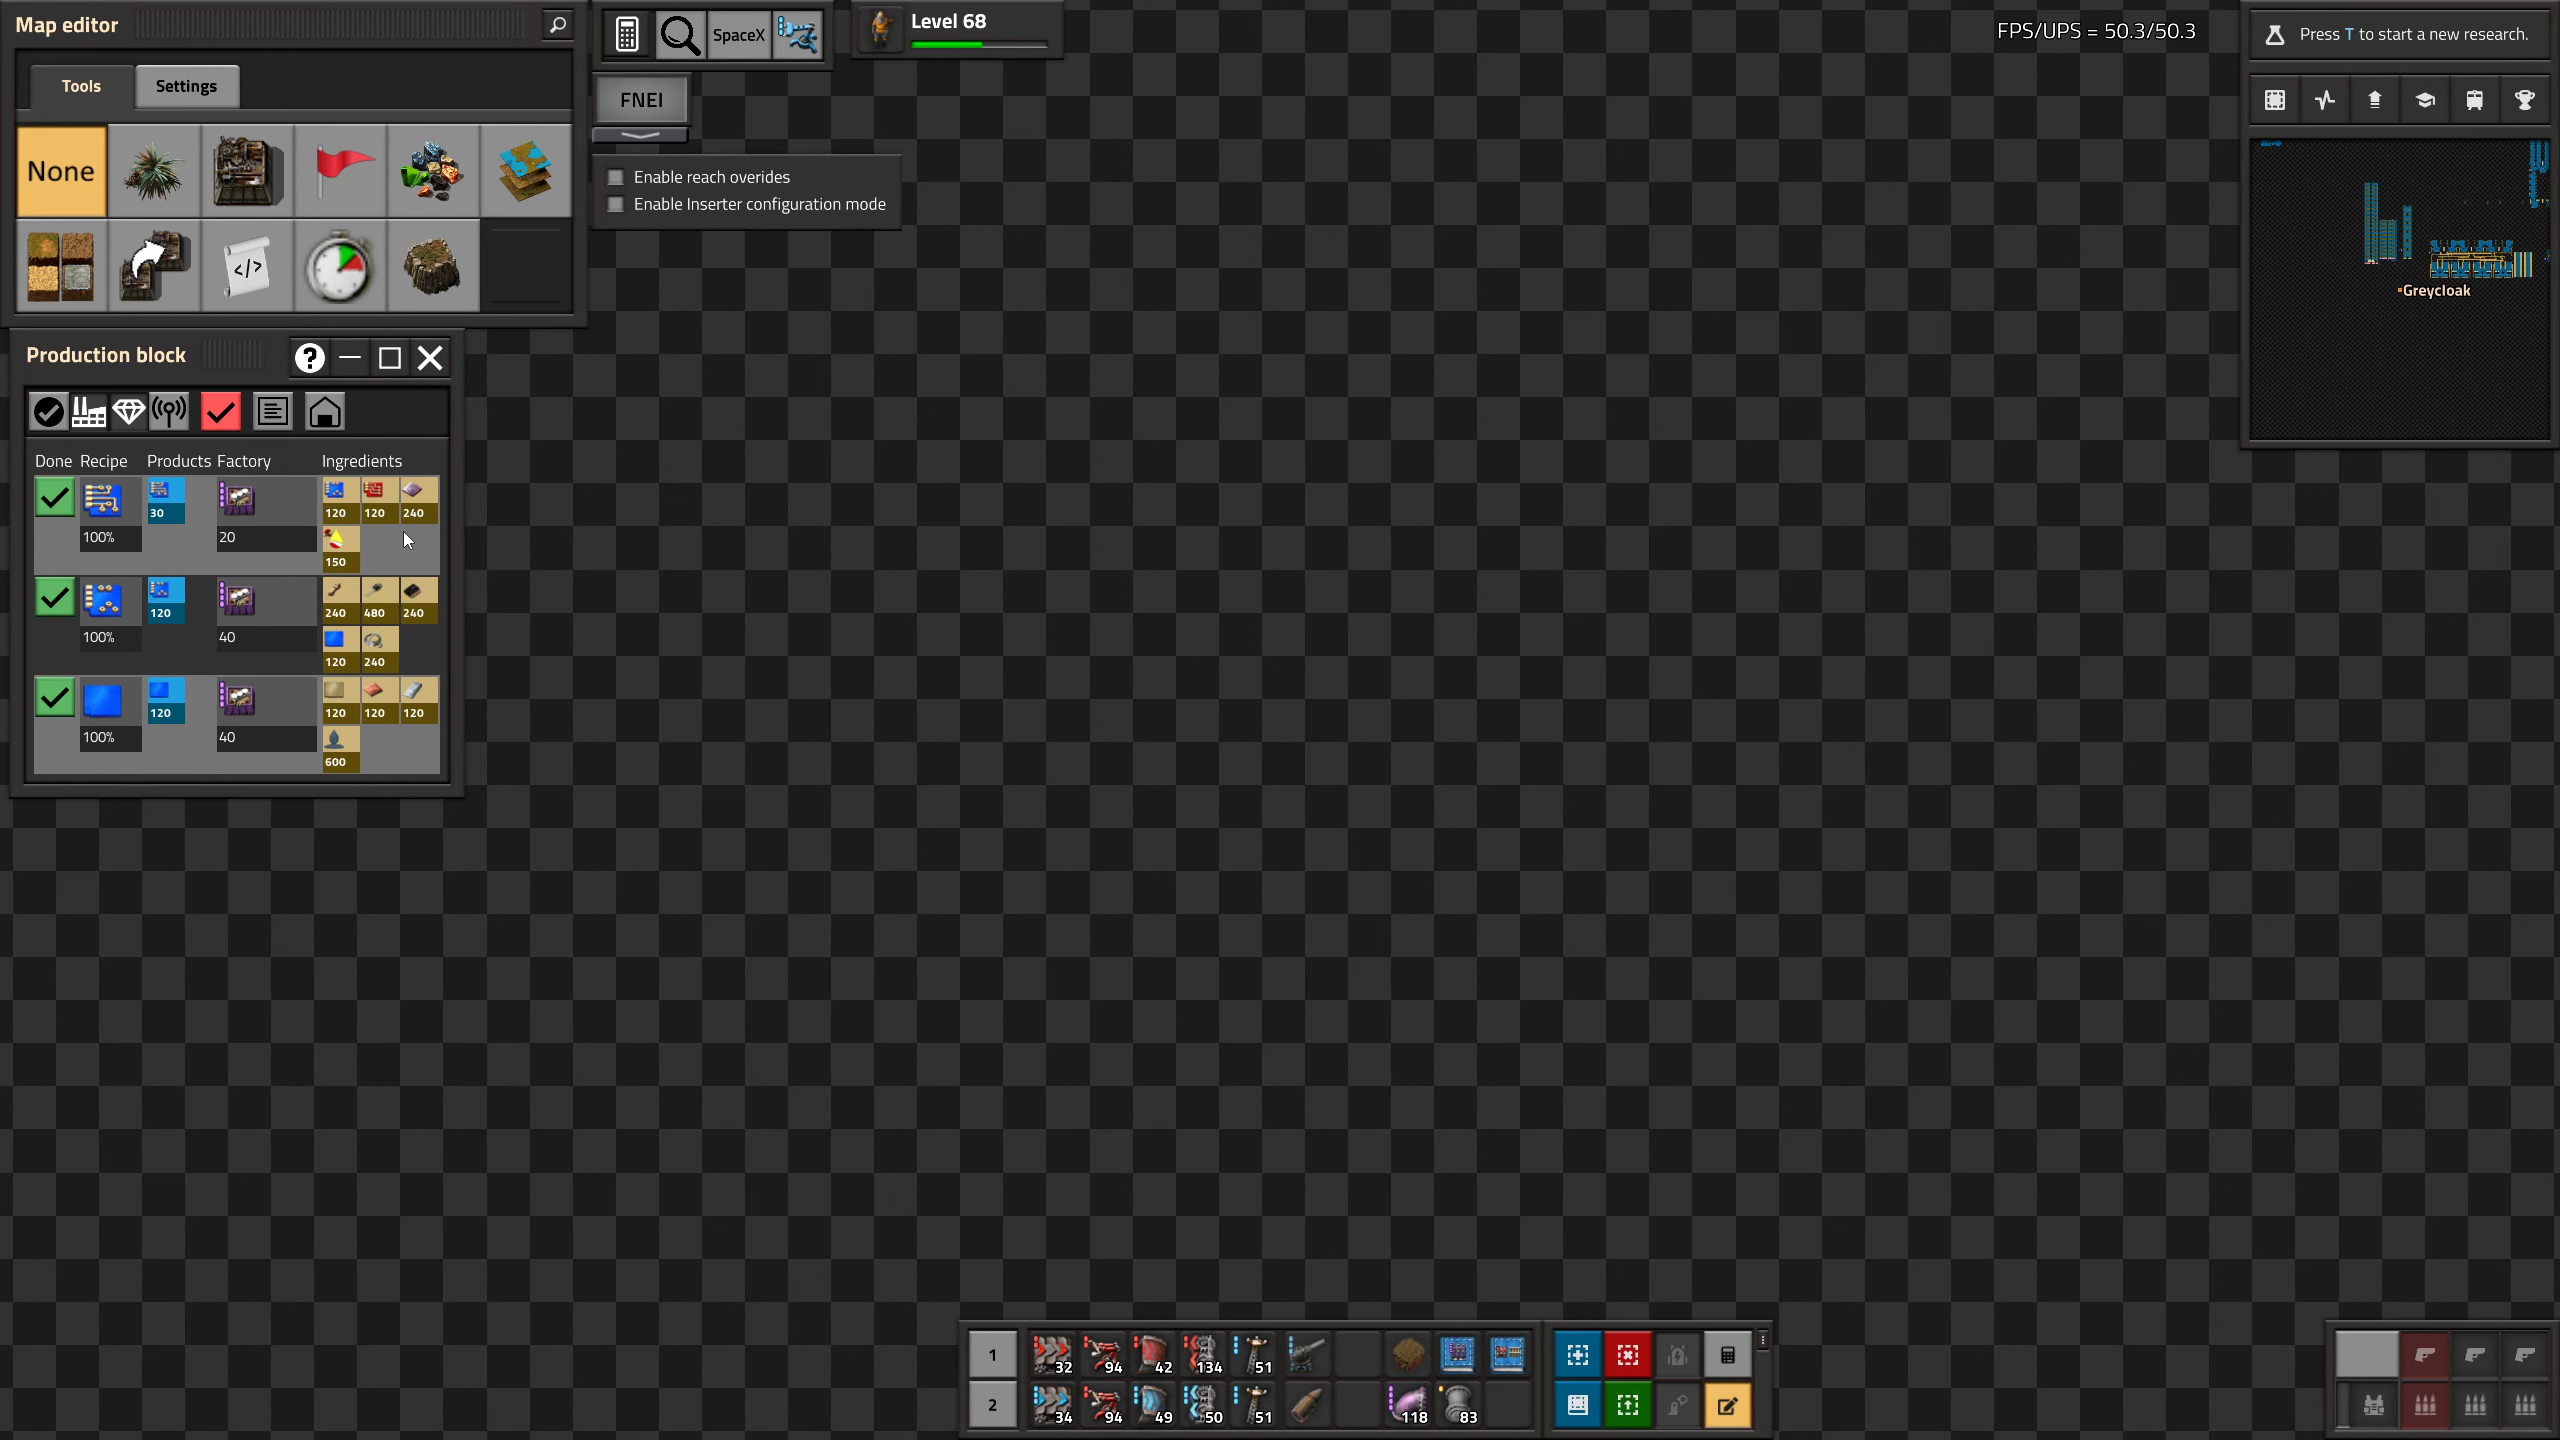 Map editor
Tools
Settings
None
SpaceX
Level 68
FNEI
Enable reach overides
Enable Inserter configuration mode
FPS/UPS = 50.3/50.3
Press T to start a new research.
Greycloak
Production block
Done Recipe Products Factory Ingredients
30 120 120 240
100% 20
150
120 240 480 240
100% 40
120 240
120 120 120 120
100% 40
600
1 32 94 42 134 51
2 34 94 49 50 51 118 83